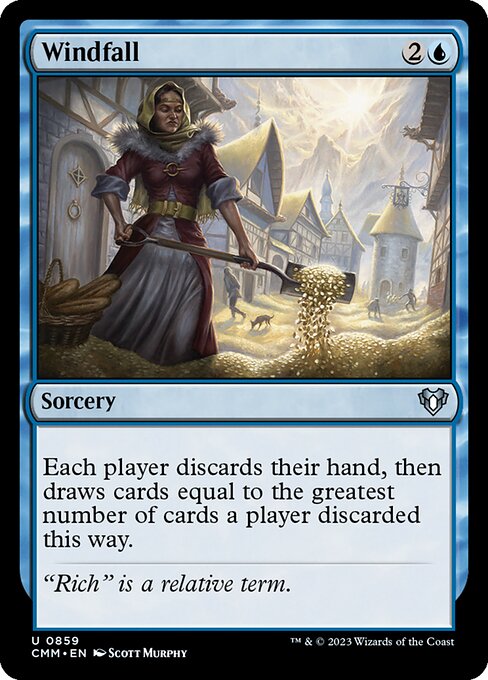 Windfall 2
Sorcery
Each player discards their hand, then
draws cards equal to the greatest
number of cards a player discarded
this way.
“Rich” is a relative term.
U 0859
CMM • EN Scott Murphy
™ & © 2023 Wizards of the Coast